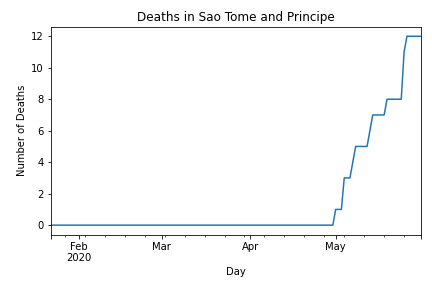 Deaths in Sao Tome and Principe
12
10
8
6
4
2
0
Number of Deaths
Feb
2020
Mar
Apr
May
Day